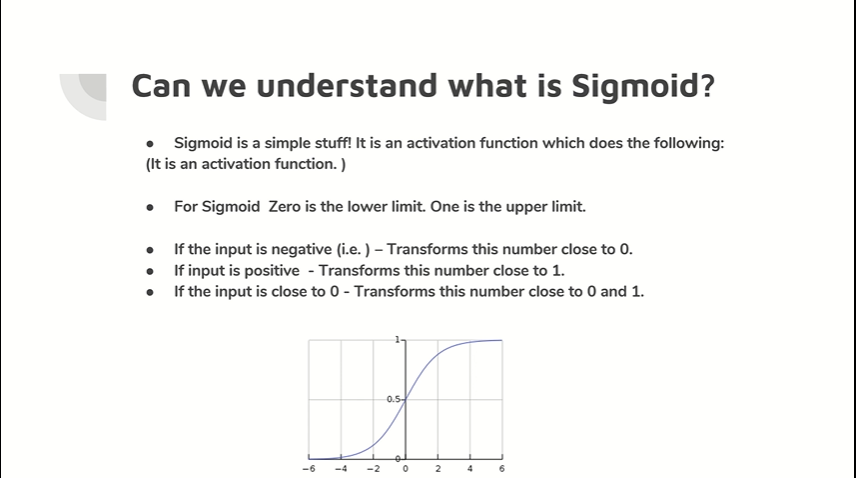 Can we understand what is Sigmoid?
● Sigmoid is a simple stuff! It is an activation function which does the following:
(It is an activation function. )
● For Sigmoid Zero is the lower limit. One is the upper limit.
● If the input is negative (i.e. ) – Transforms this number close to 0.
● If input is positive - Transforms this number close to 1.
● If the input is close to 0 - Transforms this number close to 0 and 1.
1
0.5
0
-6 -4 -2 0 2 4 6